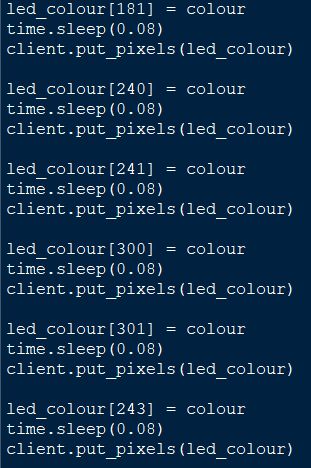 led_colour[181] = colour
time.sleep(0.08)
client.put_pixels(led_colour)

led_colour[240] = colour
time.sleep(0.08)
client.put_pixels(led_colour)

led_colour[241] = colour
time.sleep(0.08)
client.put_pixels(led_colour)

led_colour[300] = colour
time.sleep(0.08)
client.put_pixels(led_colour)

led_colour[301] = colour
time.sleep(0.08)
client.put_pixels(led_colour)

led_colour[243] = colour
time.sleep(0.08)
client.put_pixels(led_colour)